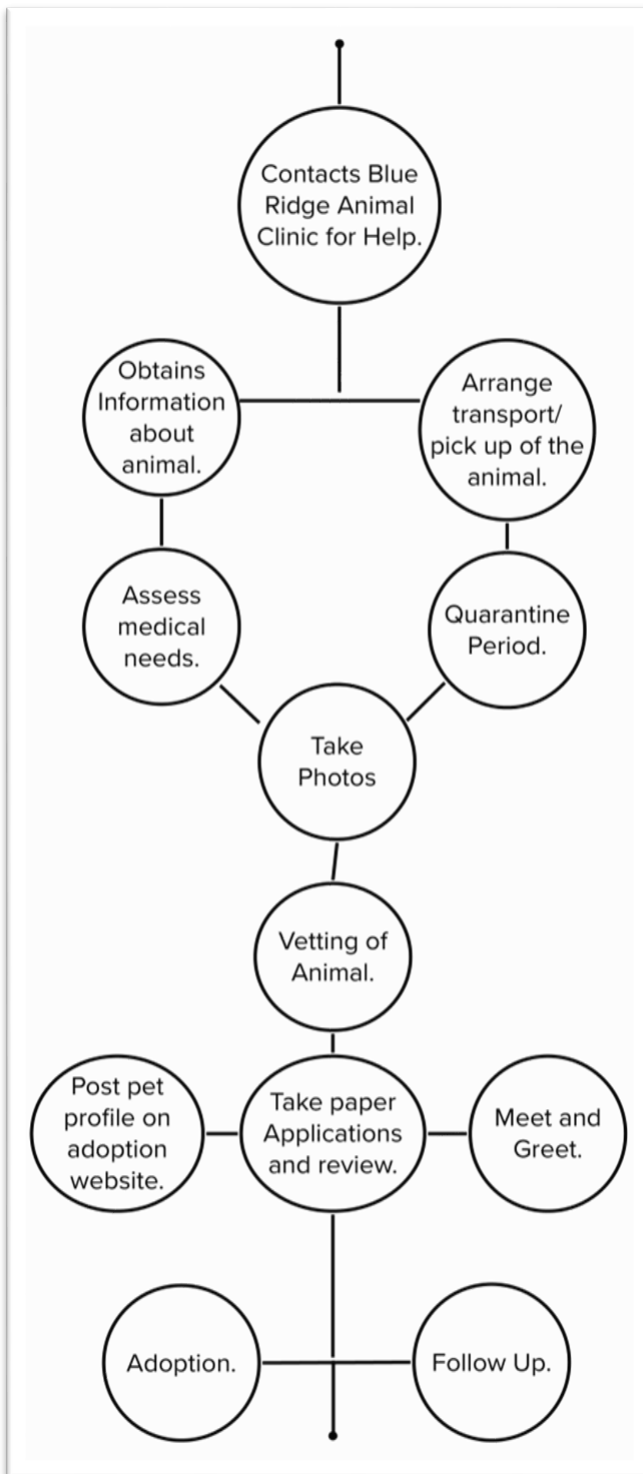 Contacts Blue
Ridge Animal
Clinic for Help.
Obtains
Information
about
animal.
Arrange
transport/
pick up of the
animal.
Assess
medical
needs.
Quarantine
Period.
Take
Photos
Vetting of
Animal.
Post pet
profile on
adoption
website.
Take paper
Applications
and review.
Meet and
Greet.
Adoption.
Follow Up.